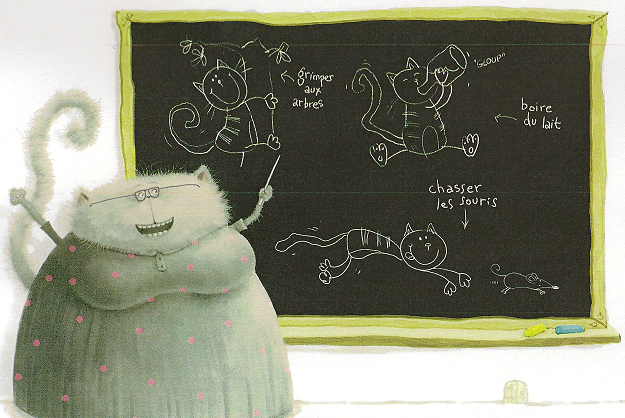 grimper
aux
arbres
"GLOUP"
boire
du lait
chasser
les souris